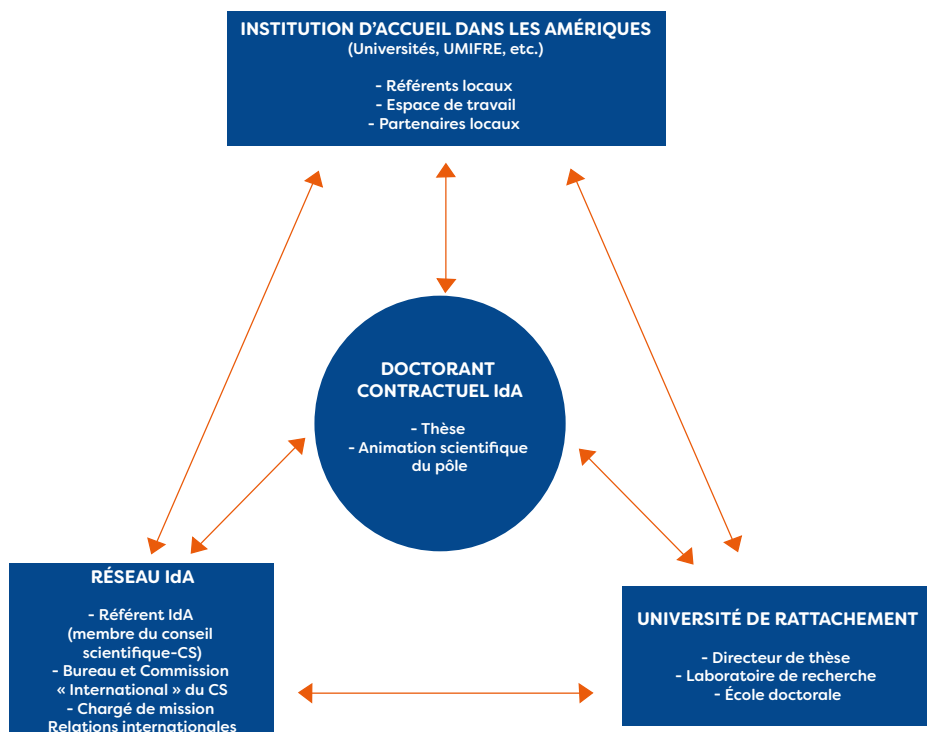 INSTITUTION D’ACCUEIL DANS LES AMÉRIQUES
(Universités, UMIFRE, etc.)
- Référents locaux
- Espace de travail
- Partenaires locaux
DOCTORANT
CONTRACTUEL IdA
- Thèse
- Animation scientifique
du pôle
RÉSEAU IdA
- Référent IdA
(membre du conseil
scientifique-CS)
- Bureau et Commission
« International » du CS
- Chargé de mission
Relations internationales
UNIVERSITÉ DE RATTACHEMENT
- Directeur de thèse
- Laboratoire de recherche
- École doctorale